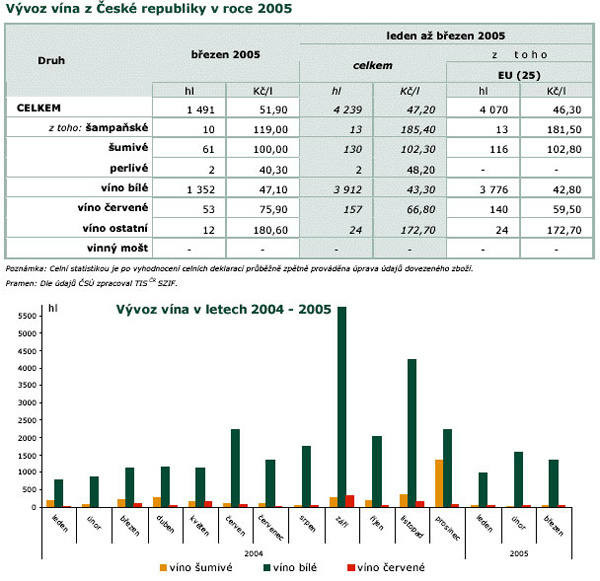 Vývoz vína z České republiky v roce 2005
Druh
březen 2005
leden až březen 2005
celkem
z toho
EU (25)
hl Kč/l hl Kč/l hl Kč/l
CELKEM 1 491 51,90 4 239 47,20 4 070 46,30
z toho: šampaňské 10 119,00 13 185,40 13 181,50
šumivé 61 100,00 130 102,30 116 102,80
perlivé 2 40,30 2 48,20 - -
víno bílé 1 352 47,10 3 912 43,30 3 776 42,80
víno červené 53 75,90 157 66,80 140 59,50
víno ostatní 12 180,60 24 172,70 24 172,70
vinný mošt - - - - - -
Poznámka: Celní statistikou je po vyhodnocení celních deklarací průběžně zpětně prováděna úprava údajů dovezeného zboží.
Pramen: Dle údajů ČSÚ zpracoval TIS ČR SZIF.
hl
Vývoz vína v letech 2004 - 2005
5500
5000
4500
4000
3500
3000
2500
2000
1500
1000
500
0
leden únor březen duben květen červen červenec srpen září říjen listopad prosinec leden únor březen
2004 2005
víno šumivé víno bílé víno červené